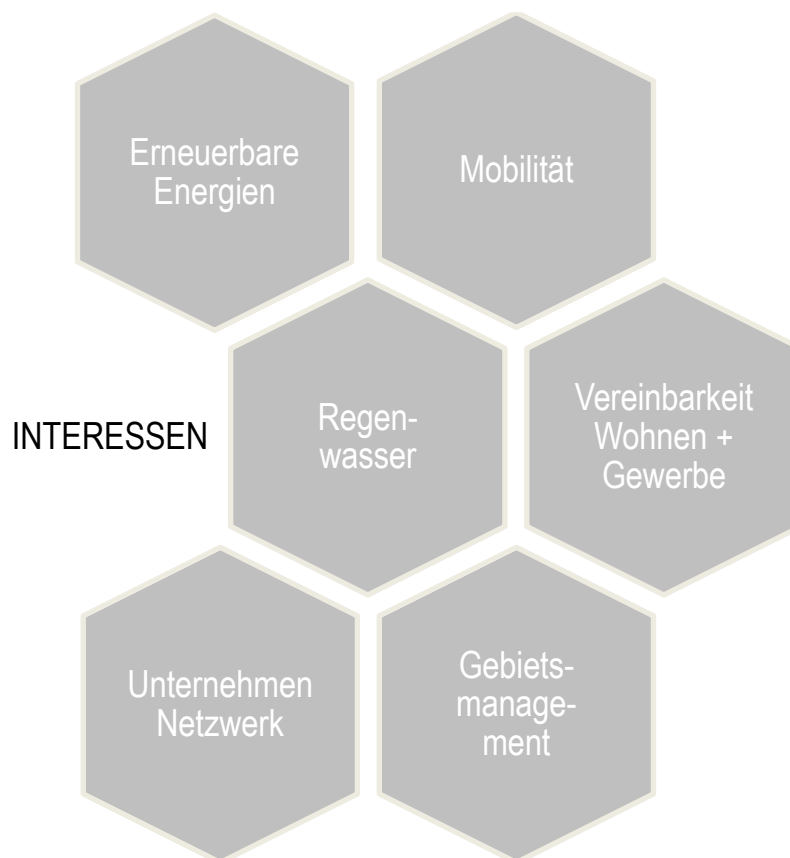 Erneuerbare
Energien
Mobilität
INTERESSEN
Regen-
wasser
Vereinbarkeit
Wohnen +
Gewerbe
Unternehmen
Netzwerk
Gebiets-
manage-
ment